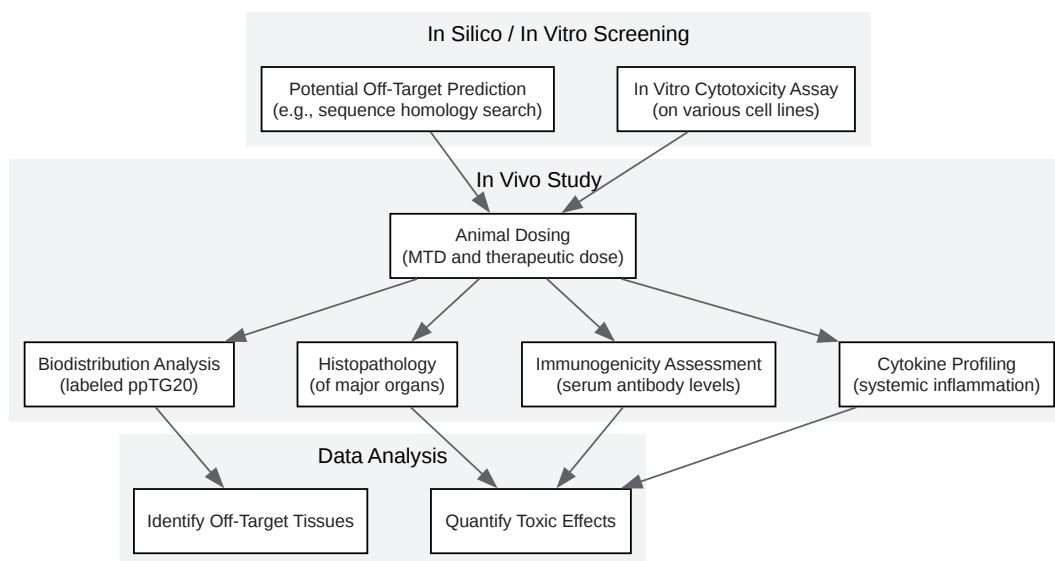 In Silico / In Vitro Screening
Potential Off-Target Prediction
(e.g., sequence homology search)
In Vitro Cytotoxicity Assay
(on various cell lines)
In Vivo Study
Animal Dosing
(MTD and therapeutic dose)
Biodistribution Analysis
(labeled ppTG20)
Histopathology
(of major organs)
Immunogenicity Assessment
(serum antibody levels)
Cytokine Profiling
(systemic inflammation)
Data Analysis
Identify Off-Target Tissues
Quantify Toxic Effects